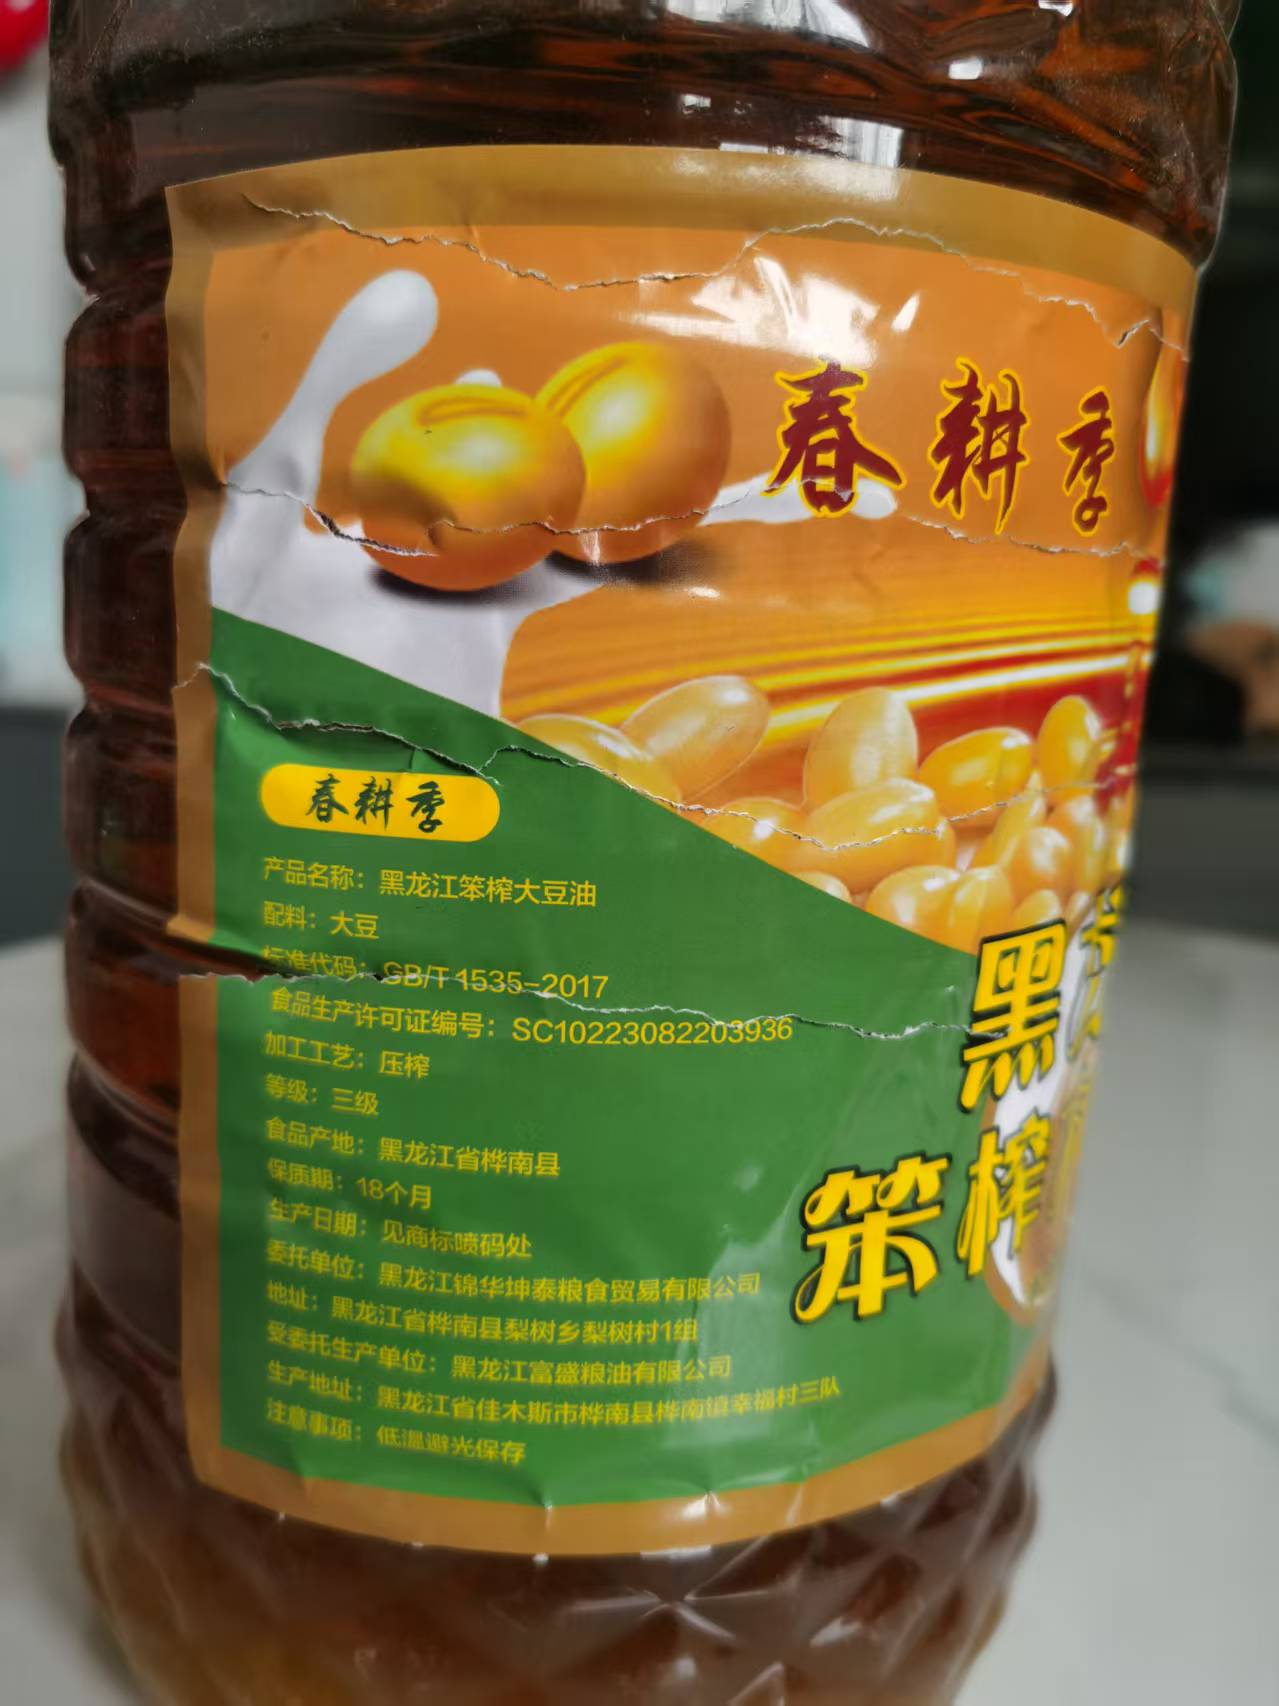 春耕季
春耕季
产品名称：黑龙江笨榨大豆油
配料：大豆
标准代码：GB/T 1535-2017
食品生产许可证编号：SC10223082203936
加工工艺：压榨
等级：三级
食品产地：黑龙江省桦南县
保质期：18个月
生产日期：见商标喷码处
委托单位：黑龙江锦华坤泰粮食贸易有限公司
地址：黑龙江省桦南县梨树乡梨树村1组
受委托生产单位：黑龙江富盛粮油有限公司
生产地址：黑龙江省佳木斯市桦南县桦南镇幸福村三队
注意事项：低温避光保存
黑
笨榨